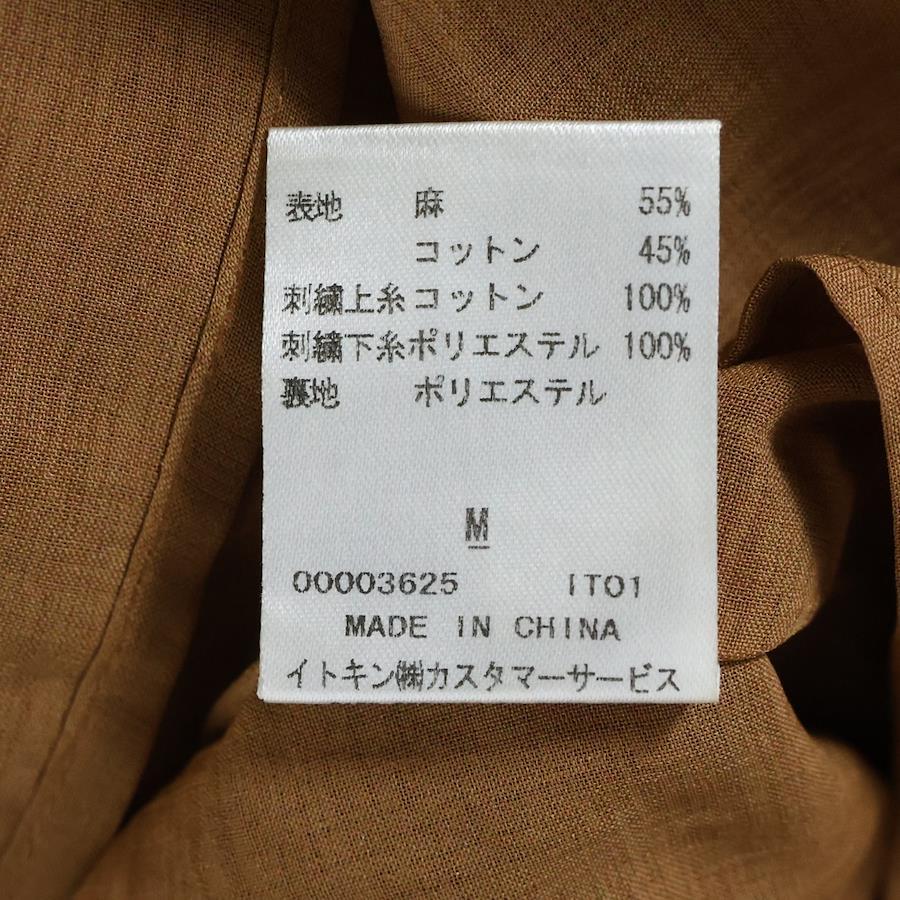 表地 麻 55%
コットン 45%
刺繍上糸 コットン 100%
刺繍下糸 ポリエステル 100%
裏地 ポリエステル
M
00003625 IT01
MADE IN CHINA
イトキン㈱カスタマーサービス